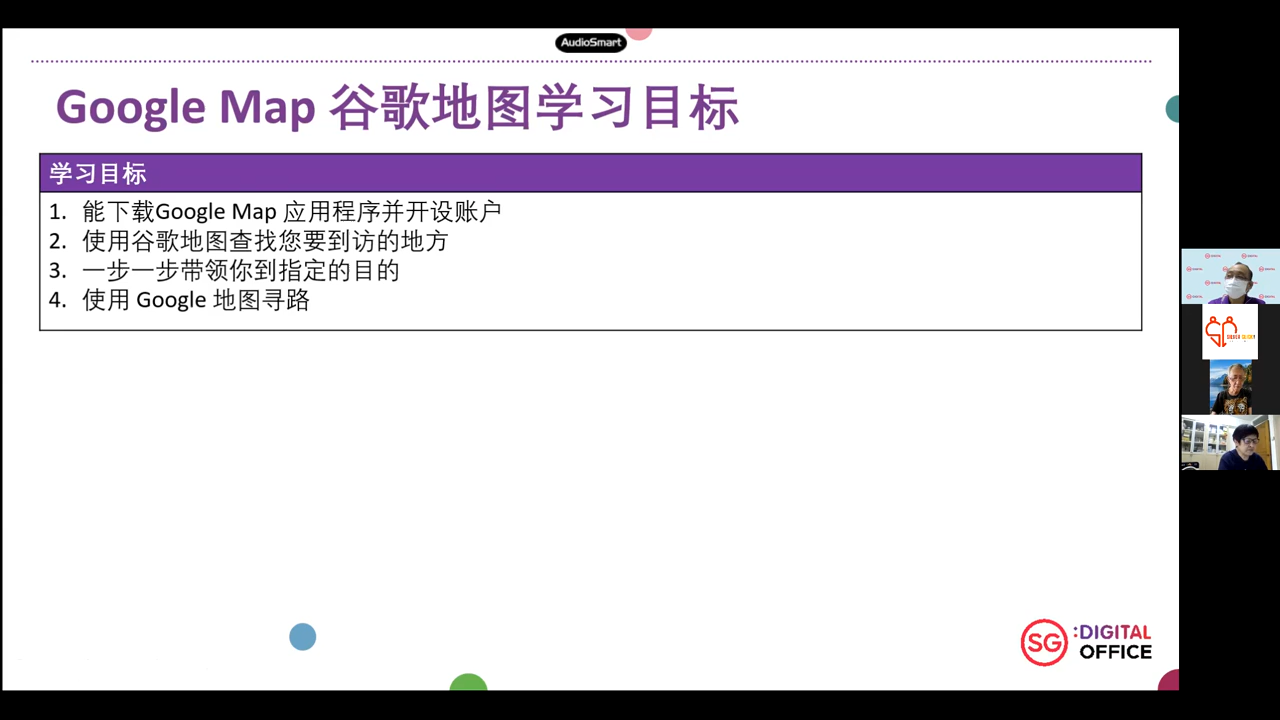 AudioSmart
Google Map 谷歌地图学习目标
学习目标
1. 能下载Google Map 应用程序并开设账户
2. 使用谷歌地图查找您要到访的地方
3. 一步一步带领你到指定的目的
4. 使用 Google 地图寻路
SG :DIGITAL
OFFICE